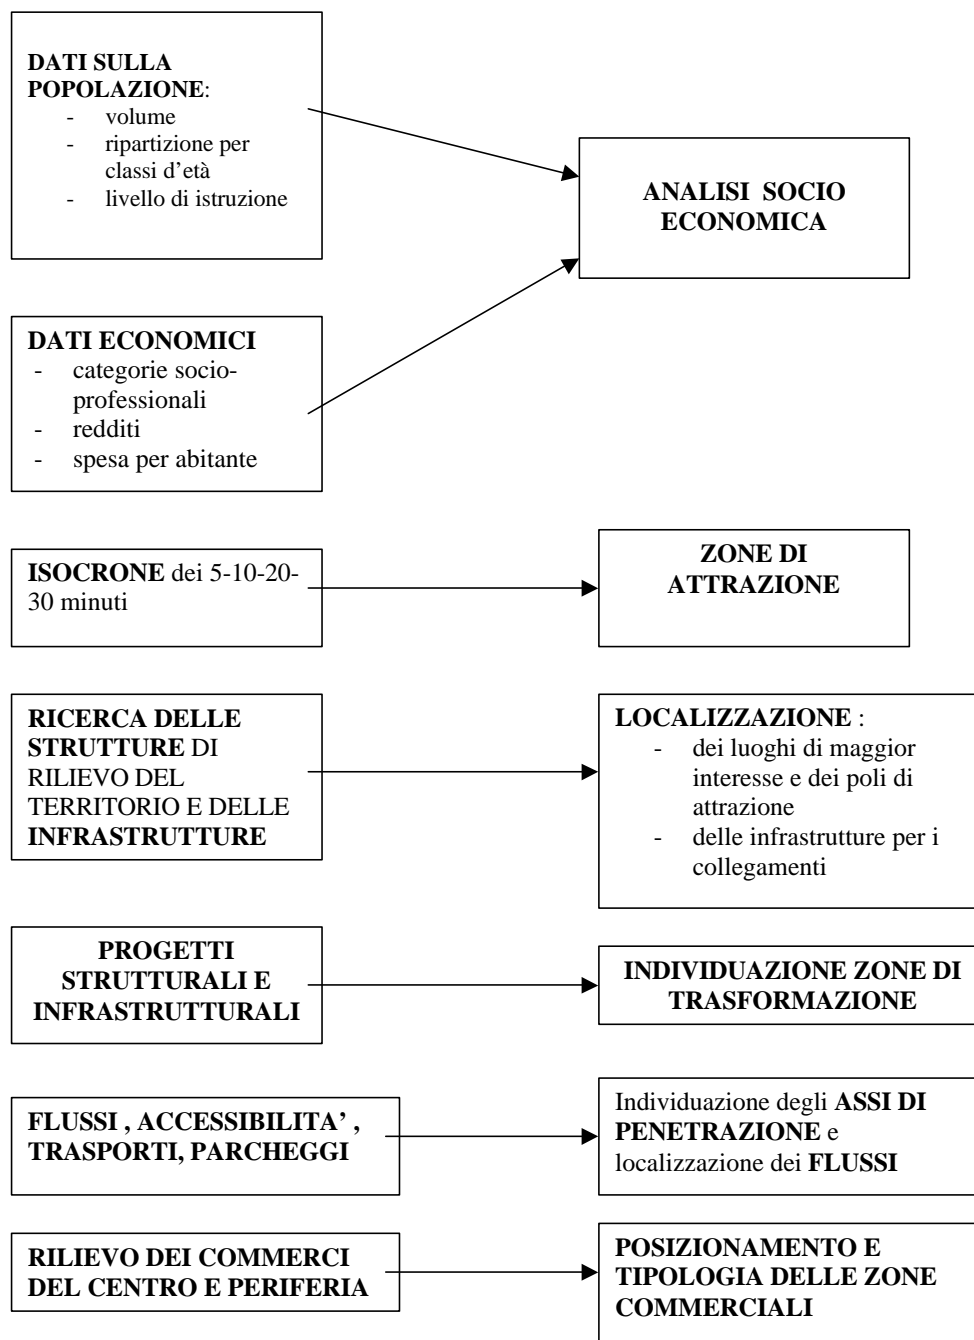 DATI SULLA
POPOLAZIONE:
- volume
- ripartizione per
classi d’età
- livello di istruzione
ANALISI SOCIO
ECONOMICA
DATI ECONOMICI
- categorie socio-
professionali
- redditi
- spesa per abitante
ISOCRONE dei 5-10-20-
30 minuti
ZONE DI
ATTRAZIONE
RICERCA DELLE
STRUTTURE DI
RILIEVO DEL
TERRITORIO E DELLE
INFRASTRUTTURE
LOCALIZZAZIONE :
- dei luoghi di maggior
interesse e dei poli di
attrazione
- delle infrastrutture per i
collegamenti
PROGETTI
STRUTTURALI E
INFRASTRUTTURALI
INDIVIDUAZIONE ZONE DI
TRASFORMAZIONE
FLUSSI , ACCESSIBILITA’ ,
TRASPORTI, PARCHEGGI
Individuazione degli ASSI DI
PENETRAZIONE e
localizzazione dei FLUSSI
RILIEVO DEI COMMERCI
DEL CENTRO E PERIFERIA
POSIZIONAMENTO E
TIPOLOGIA DELLE ZONE
COMMERCIALI